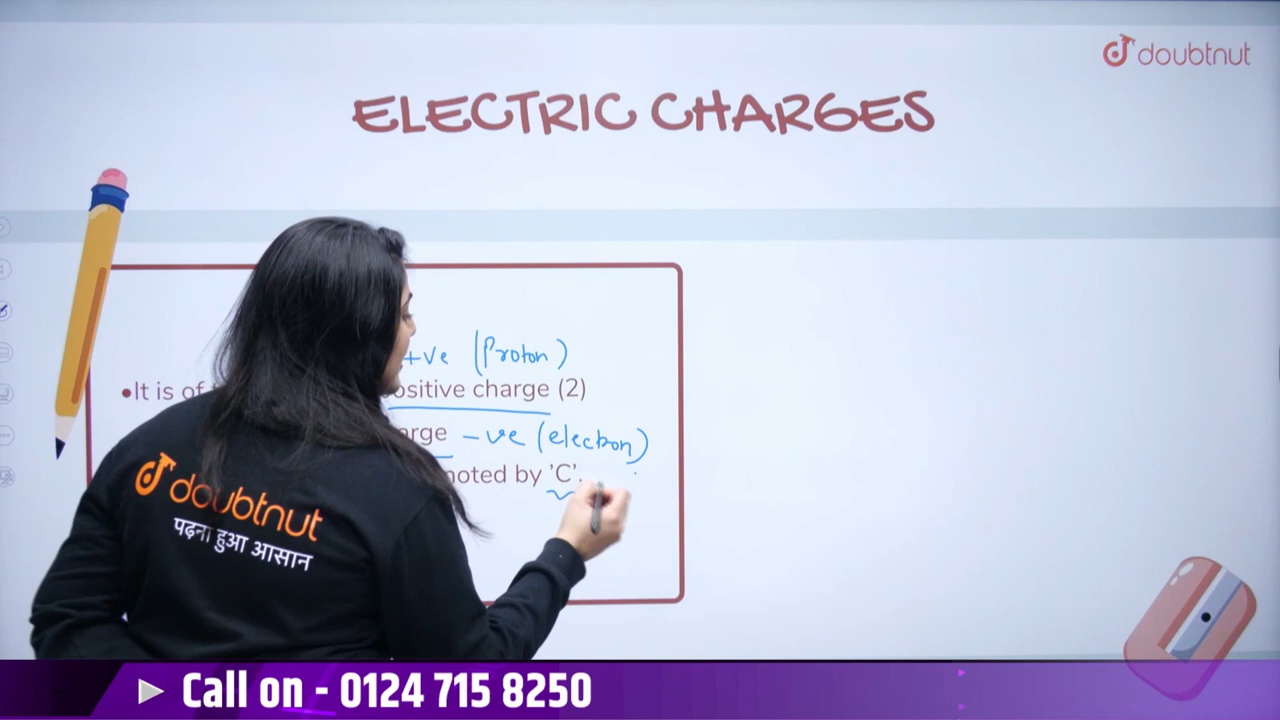 doubtnut
ELECTRIC CHARGES
+ve (Proton)
•It is of ositive charge (2)
arge -ve (electron)
noted by 'C'.
doubtnut
पढ़ना हुआ आसान
Call on - 0124 715 8250